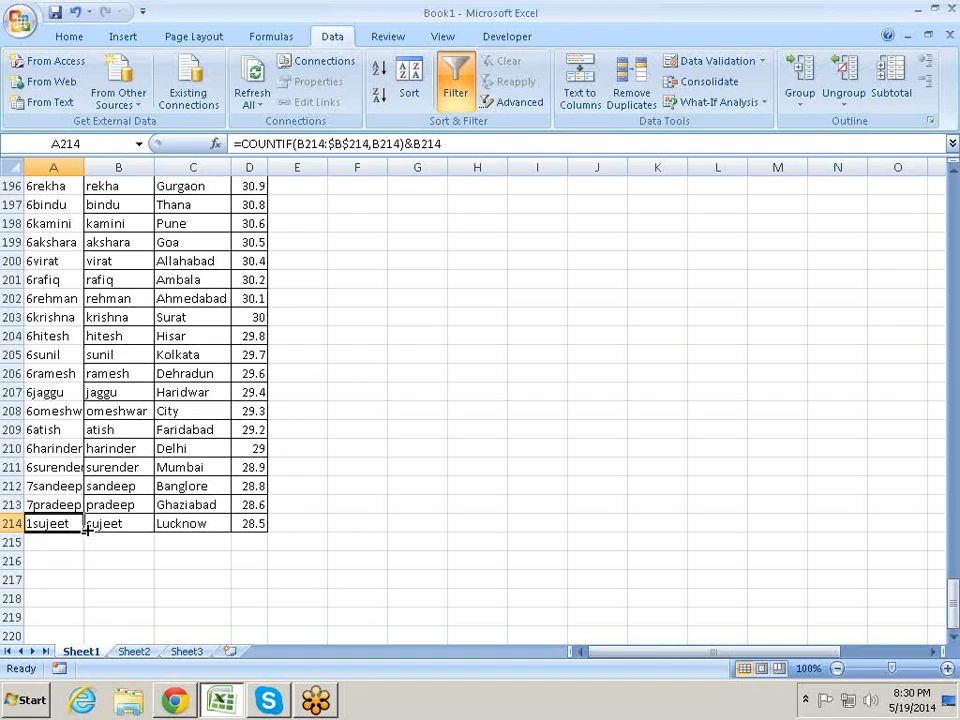 Book1 - Microsoft Excel
Home Insert Page Layout Formulas Data Review View Developer
From Access
From Web
From Text
From Other Sources
Existing Connections
Get External Data
Refresh All
Connections
Properties
Edit Links
Connections
Sort
Filter
Clear
Reapply
Advanced
Sort & Filter
Text to Columns
Remove Duplicates
Data Validation
Consolidate
What-If Analysis
Data Tools
Group
Ungroup
Subtotal
Outline
A214 fx =COUNTIF(B214:$B$214,B214)&B214
A B C D E F G H I J K L M N O
196 6rekha rekha Gurgaon 30.9
197 6bindu bindu Thana 30.8
198 6kamini kamini Pune 30.6
199 6akshara akshara Goa 30.5
200 6virat virat Allahabad 30.4
201 6rafiq rafiq Ambala 30.2
202 6rehman rehman Ahmedabad 30.1
203 6krishna krishna Surat 30
204 6hitesh hitesh Hisar 29.8
205 6sunil sunil Kolkata 29.7
206 6ramesh ramesh Dehradun 29.6
207 6jaggu jaggu Haridwar 29.4
208 6omeshw omeshwar City 29.3
209 6atish atish Faridabad 29.2
210 6harinder harinder Delhi 29
211 6surender surender Mumbai 28.9
212 7sandeep sandeep Banglore 28.8
213 7pradeep pradeep Ghaziabad 28.6
214 1sujeet sujeet Lucknow 28.5
215
216
217
218
219
220
Sheet1 Sheet2 Sheet3
Ready 100%
Start 8:30 PM
5/19/2014